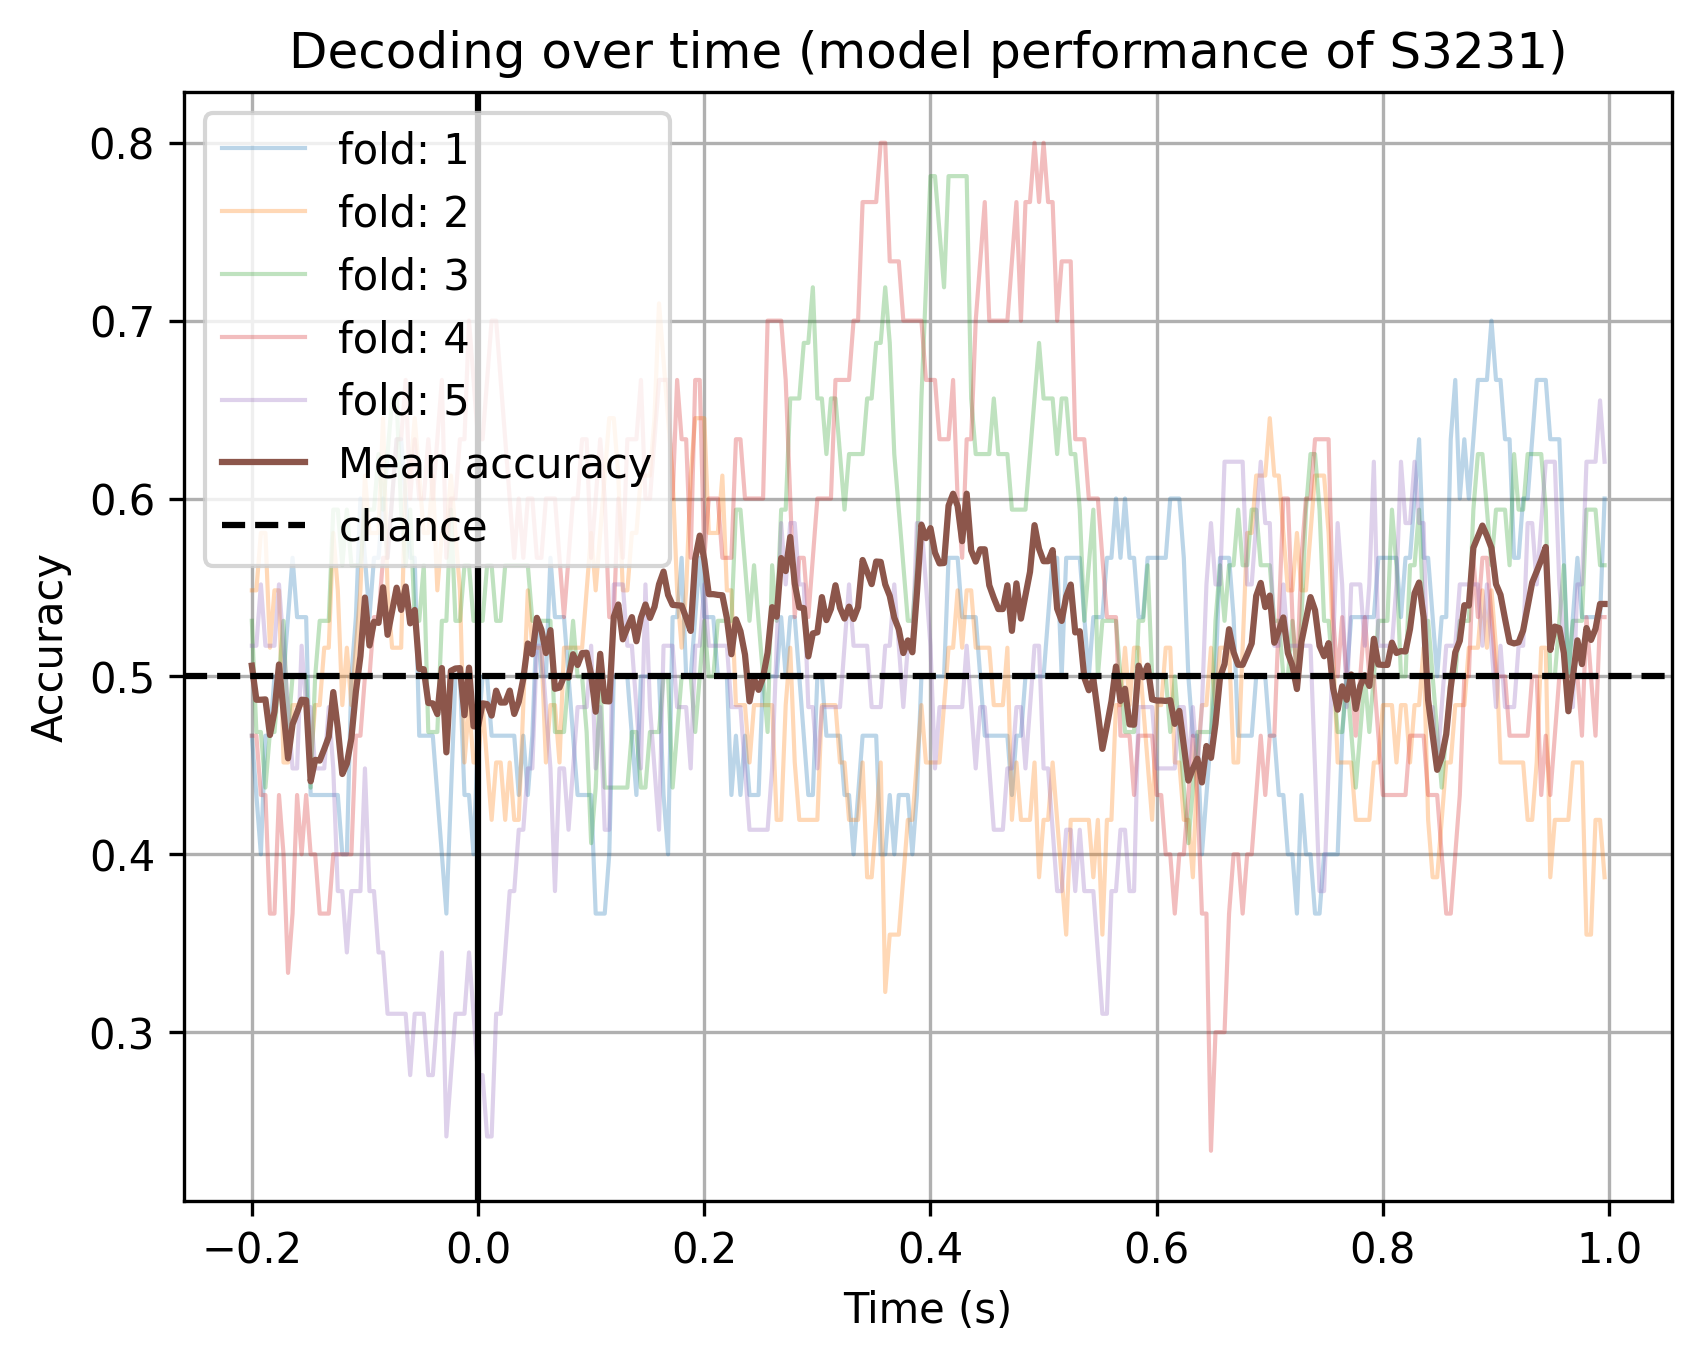 Decoding over time (model performance of S3231)
fold: 1
fold: 2
fold: 3
fold: 4
fold: 5
Mean accuracy
chance
Accuracy
0.8
0.7
0.6
0.5
0.4
0.3
−0.2 0.0 0.2 0.4 0.6 0.8 1.0
Time (s)